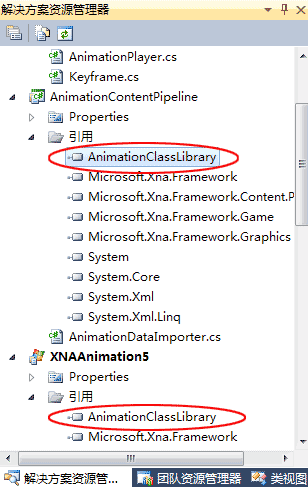 解决方案资源管理器
AnimationPlayer.cs
Keyframe.cs
AnimationContentPipeline
Properties
引用
AnimationClassLibrary
Microsoft.Xna.Framework
Microsoft.Xna.Framework.Content.P
Microsoft.Xna.Framework.Game
Microsoft.Xna.Framework.Graphics
System
System.Core
System.Xml
System.Xml.Linq
AnimationDataImporter.cs
XNAAnimation5
Properties
引用
AnimationClassLibrary
Microsoft.Xna.Framework
解决方案资源管... 团队资源管理器 类视图